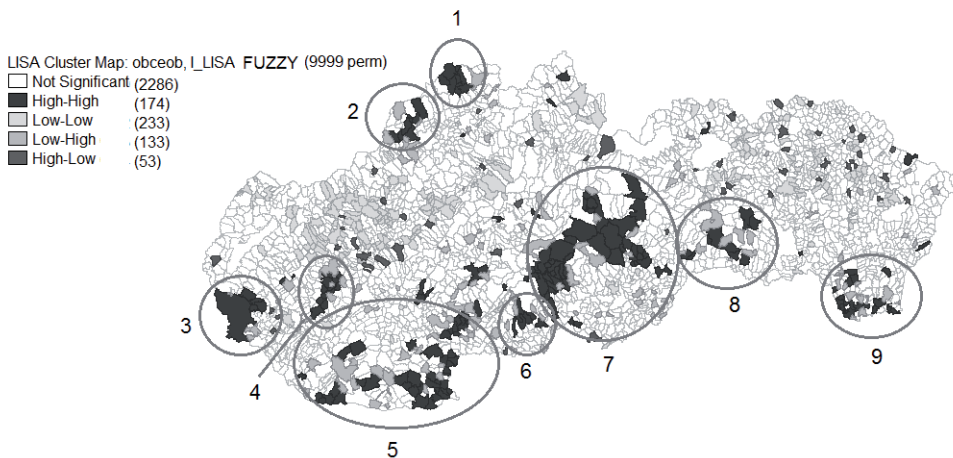 1
LISA Cluster Map: obceob, I_LISA FUZZY (9999 perm)
Not Significant (2286)
High-High (174)
Low-Low (233)
Low-High (133)
High-Low (53)
2
3
4
5
6
7
8
9